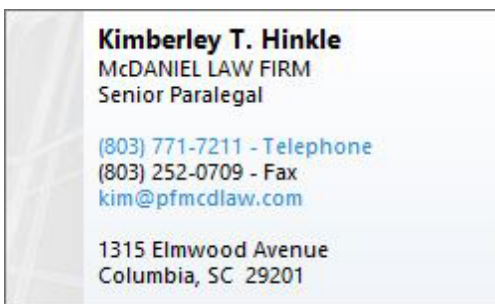 Kimberley T. Hinkle
McDANIEL LAW FIRM
Senior Paralegal
(803) 771-7211 - Telephone
(803) 252-0709 - Fax
kim@pfmcdlaw.com
1315 Elmwood Avenue
Columbia, SC  29201